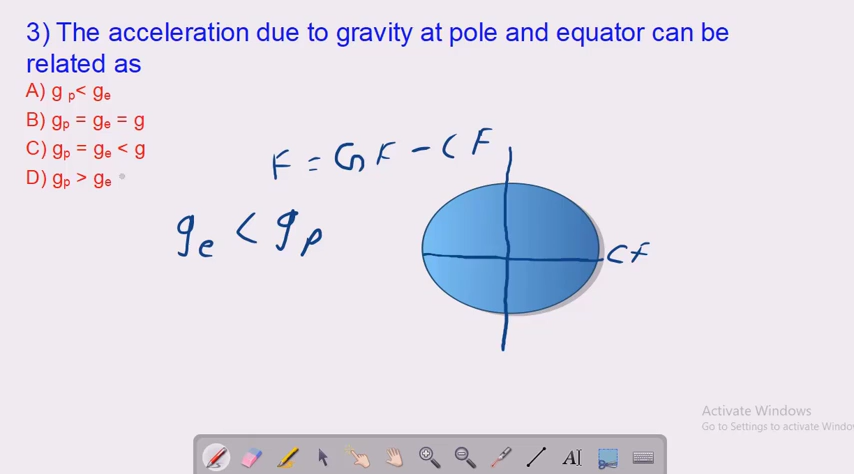 3) The acceleration due to gravity at pole and equator can be
related as
A) g p< ge
B) gp = ge = g
C) gp = ge < g
D) gp > ge
F = GF - CF
ge < gp
CF
Activate Windows
Go to Settings to activate Windo
AI